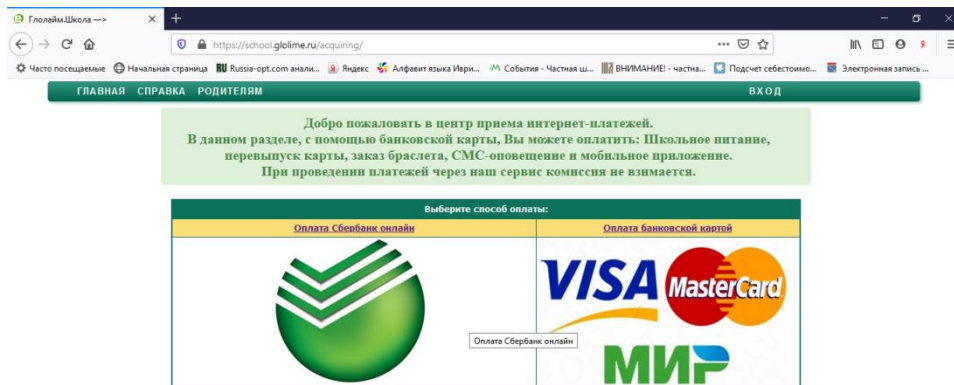 Глолайм.Школа —>
https://school.glolime.ru/acquiring/
Часто посещаемые Начальная страница Russia-opt.com анали... Яндекс Алфавит языка Иври... События - Частная ш... ВНИМАНИЕ! - частна... Подсчет себестоимо... Электронная запись ...
ГЛАВНАЯ СПРАВКА РОДИТЕЛЯМ ВХОД
Добро пожаловать в центр приема интернет-платежей.
В данном разделе, с помощью банковской карты, Вы можете оплатить: Школьное питание,
перевыпуск карты, заказ браслета, СМС-оповещение и мобильное приложение.
При проведении платежей через наш сервис комиссия не взимается.
Выберите способ оплаты:
Оплата Сбербанк онлайн Оплата банковской картой
VISA MasterCard
Оплата Сбербанк онлайн
МИР